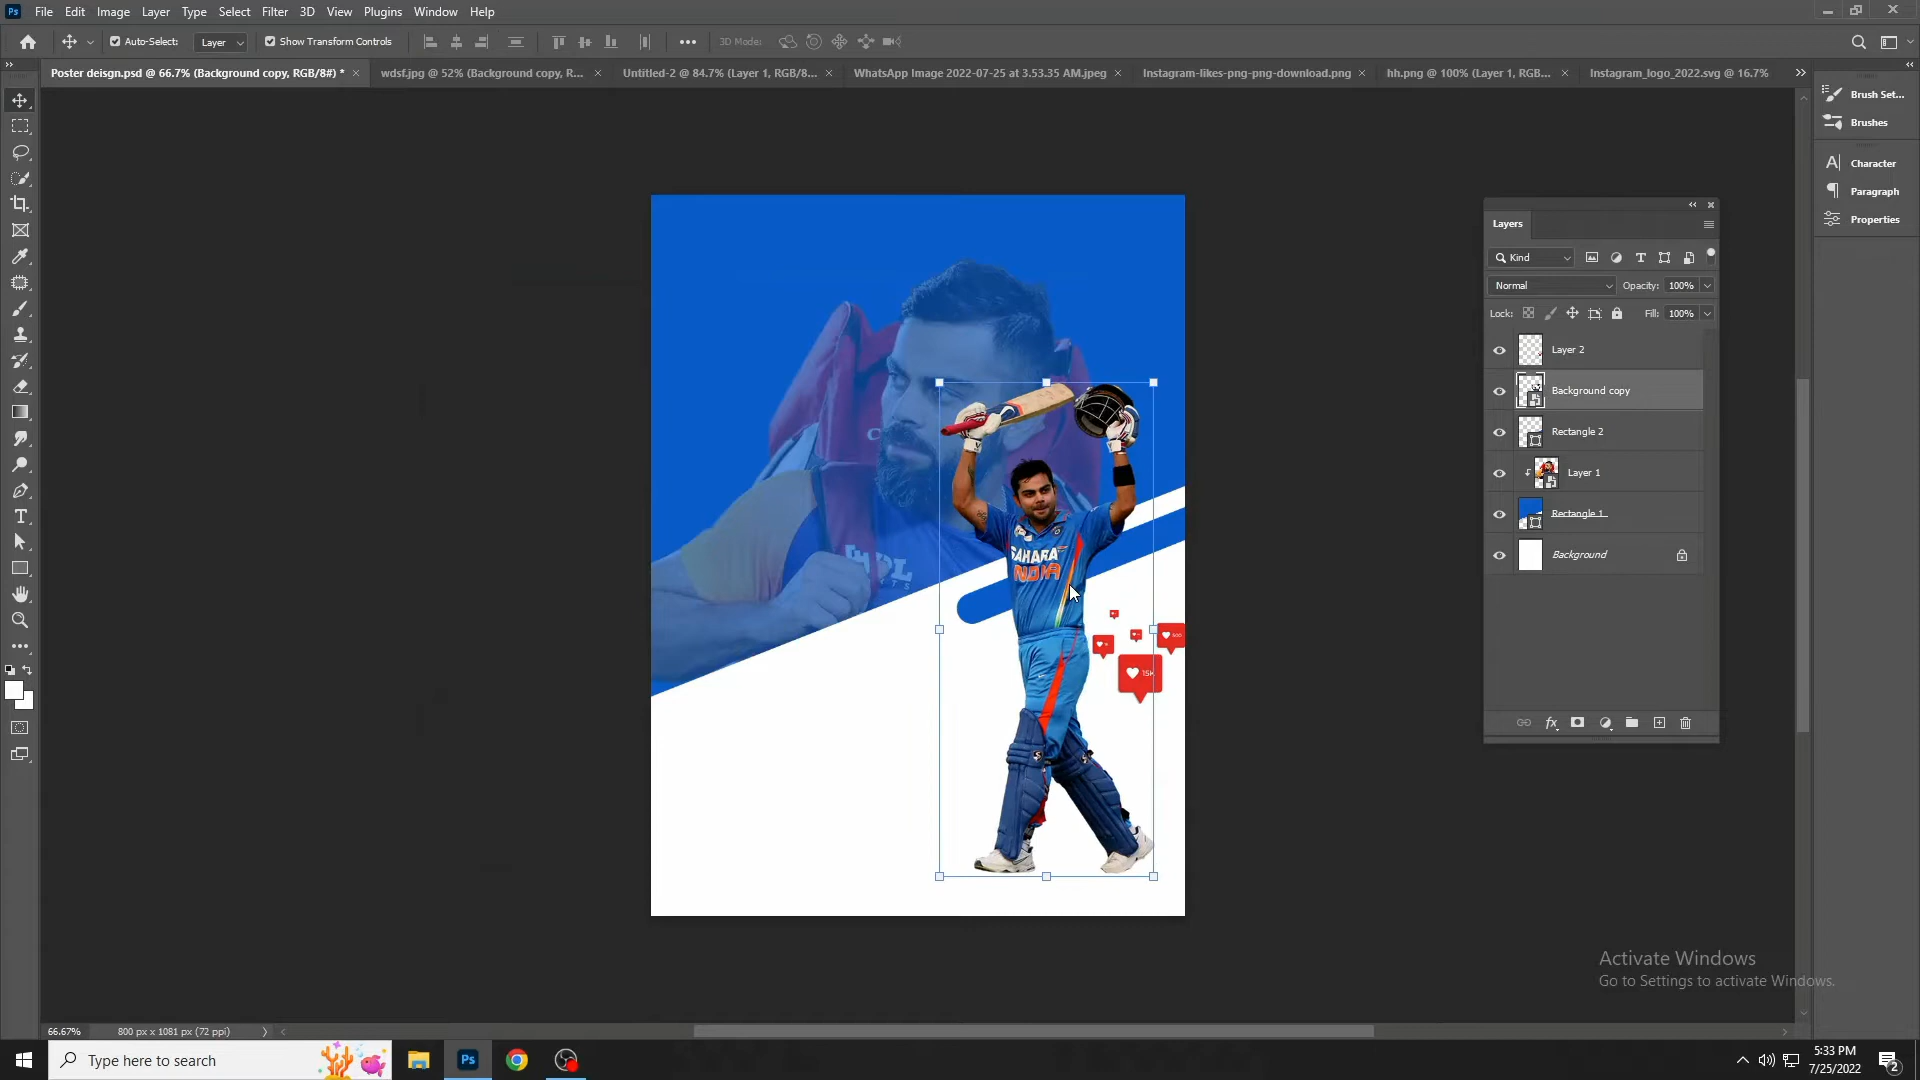 Ps File Edit Image Layer Type Select Filter 3D View Plugins Window Help
Auto-Select: Layer Show Transform Controls 3D Mode:
Poster deisgn.psd @ 66.7% (Background copy, RGB/8#) * wdsf.jpg @ 52% (Background copy, R... Untitled-2 @ 84.7% (Layer 1, RGB/8... WhatsApp Image 2022-07-25 at 3.53.35 AM.jpeg Instagram-likes-png-png-download.png hh.png @ 100% (Layer 1, RGB... Instagram_logo_2022.svg @ 16.7%
Brush Set...
Brushes
Character
Paragraph
Properties
Layers
Kind
Normal Opacity: 100%
Lock: Fill: 100%
Layer 2
Background copy
Rectangle 2
Layer 1
Rectangle 1
Background
SAHARA
INDIA
15K
Activate Windows
Go to Settings to activate Windows.
66.67% 800 px x 1081 px (72 ppi)
Type here to search
Ps
5:33 PM
7/25/2022
2